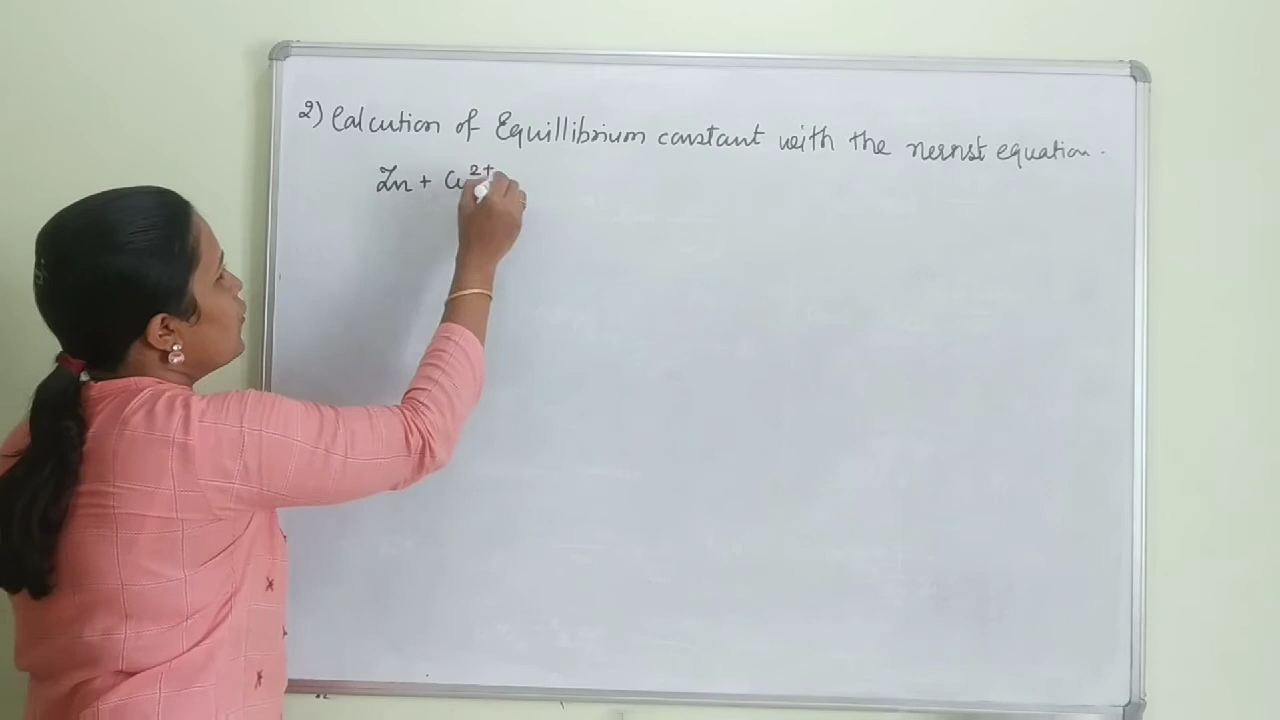 2) Calcution of Equillibrium constant with the nernst equation.
Zn + Cu2+